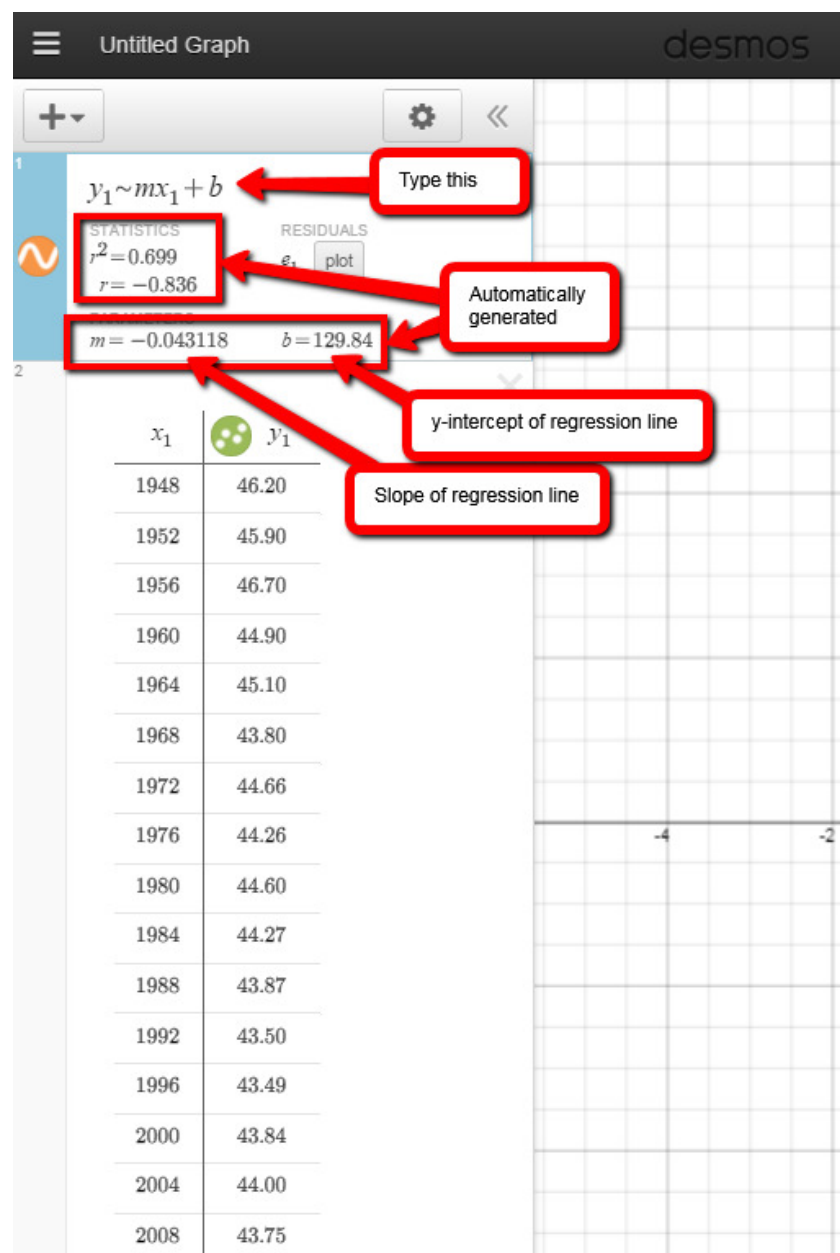 Untitled Graph
desmos
1
y₁~mx₁+b
Type this
STATISTICS
RESIDUALS
r²=0.699
e₁ plot
r=−0.836
Automatically
generated
PARAMETERS
m=−0.043118 b=129.84
2
y-intercept of regression line
x₁ y₁
Slope of regression line
1948 46.20
1952 45.90
1956 46.70
1960 44.90
1964 45.10
1968 43.80
1972 44.66
1976 44.26
1980 44.60
1984 44.27
1988 43.87
1992 43.50
1996 43.49
2000 43.84
2004 44.00
2008 43.75
-4 -2